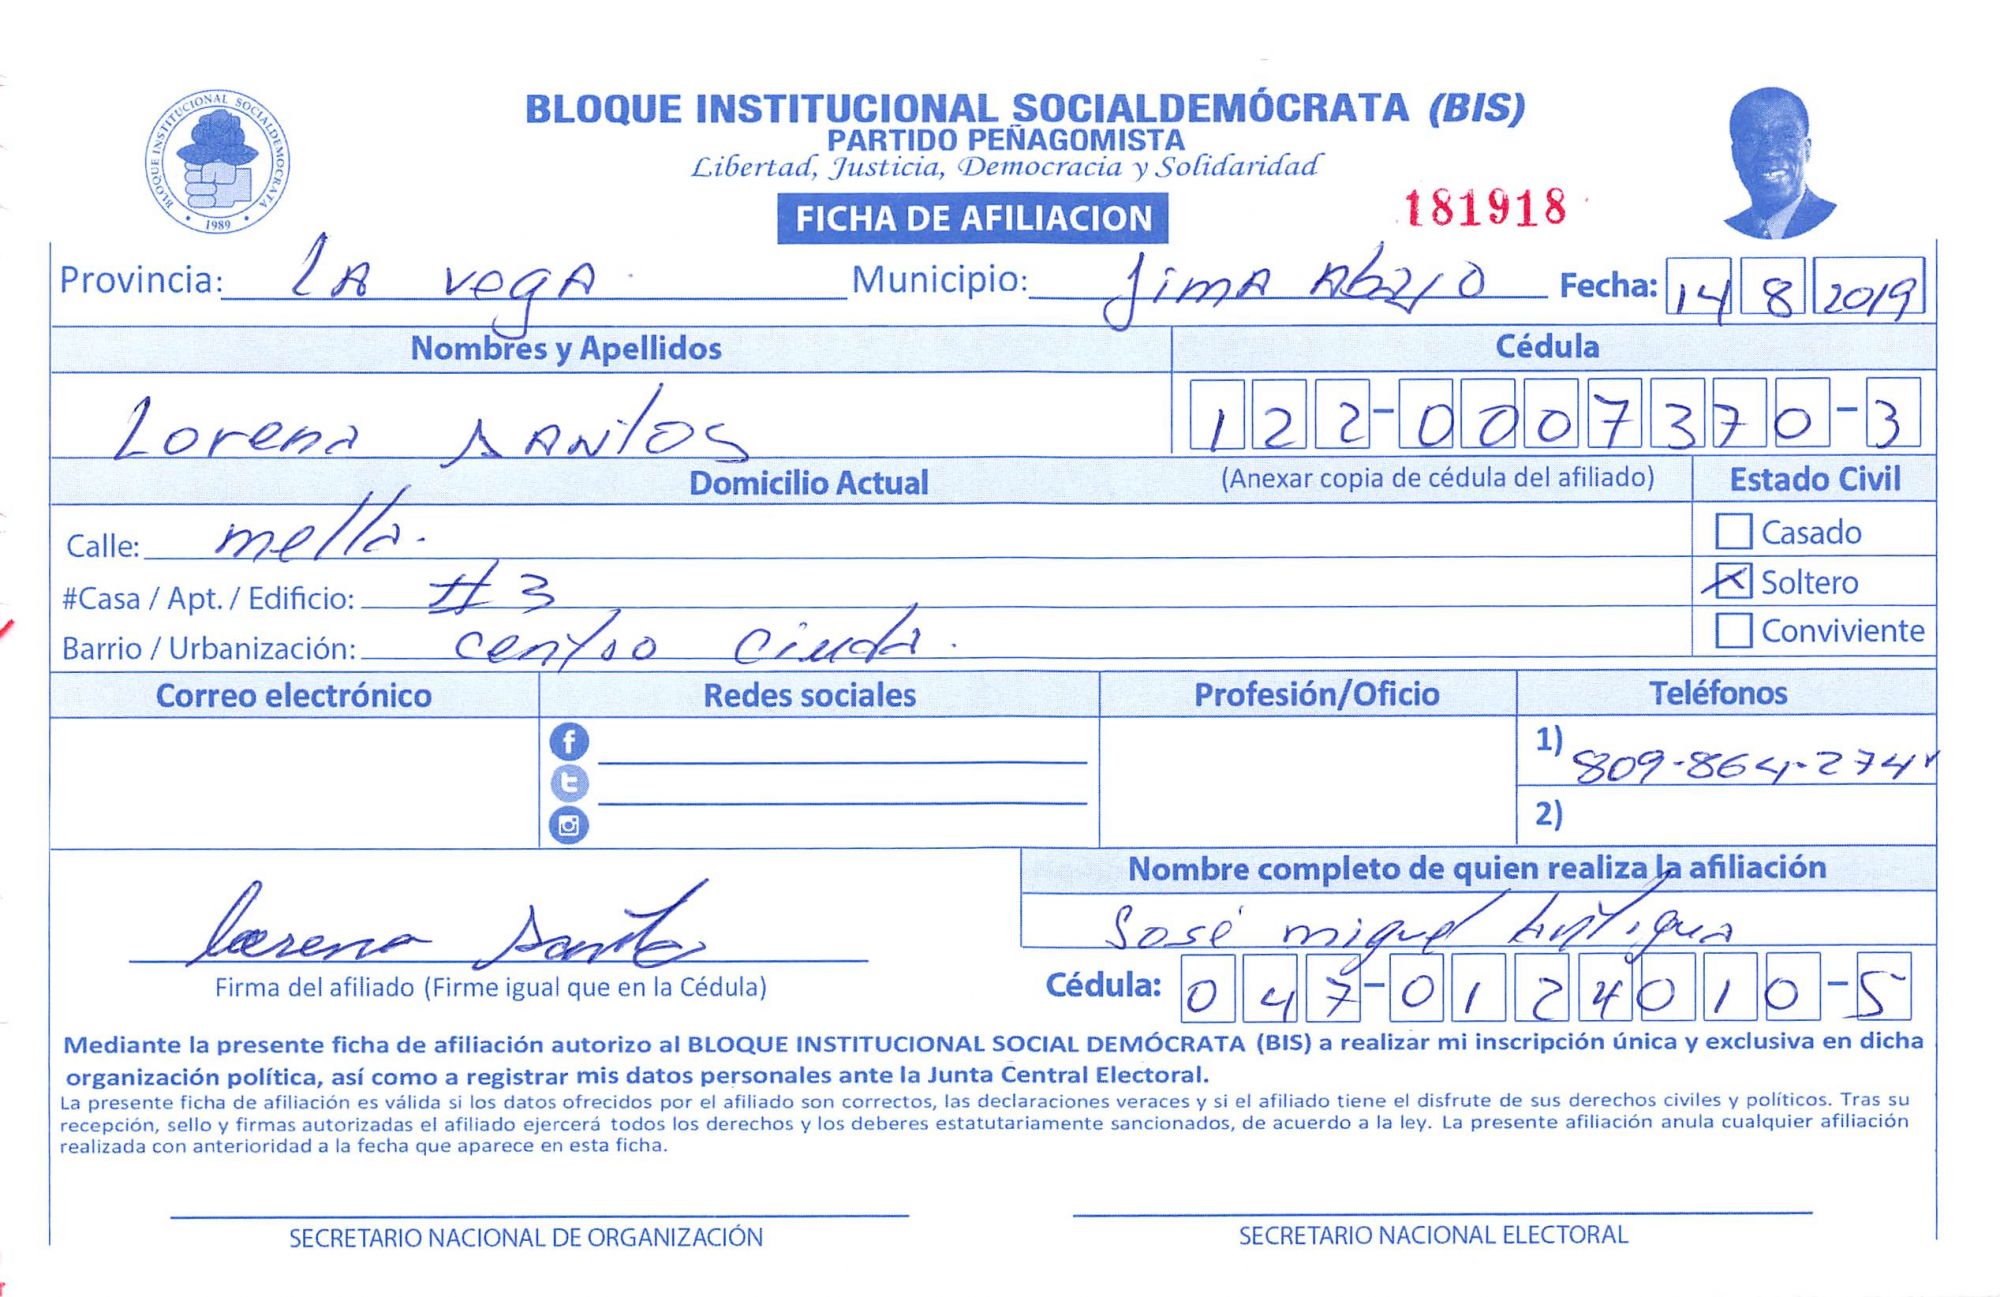 BLOQUE INSTITUCIONAL SOCIALDEMÓCRATA (BIS)
PARTIDO PEÑAGOMISTA
Libertad, Justicia, Democracia y Solidaridad
BLOQUE INSTITUCIONAL SOCIALDEMOCRATA
1989
FICHA DE AFILIACION
181918
Provincia: LA VegA Municipio: JimA AbAJO Fecha: 14 8 2019
Nombres y Apellidos Cédula
Lorena SANtOS 122-0007370-3
Domicilio Actual (Anexar copia de cédula del afiliado) Estado Civil
Calle: mella. Casado
#Casa / Apt. / Edificio: #3 X Soltero
Barrio / Urbanización: centro Ciuda. Conviviente
Correo electrónico Redes sociales Profesión/Oficio Teléfonos
1) 809-864-274
2)
Nombre completo de quien realiza la afiliación
José miguel Antigua
Lorena Santos
Firma del afiliado (Firme igual que en la Cédula) Cédula: 047-0124010-5
Mediante la presente ficha de afiliación autorizo al BLOQUE INSTITUCIONAL SOCIAL DEMÓCRATA (BIS) a realizar mi inscripción única y exclusiva en dicha
organización política, así como a registrar mis datos personales ante la Junta Central Electoral.
La presente ficha de afiliación es válida si los datos ofrecidos por el afiliado son correctos, las declaraciones veraces y si el afiliado tiene el disfrute de sus derechos civiles y políticos. Tras su
recepción, sello y firmas autorizadas el afiliado ejercerá todos los derechos y los deberes estatutariamente sancionados, de acuerdo a la ley. La presente afiliación anula cualquier afiliación
realizada con anterioridad a la fecha que aparece en esta ficha.
SECRETARIO NACIONAL DE ORGANIZACIÓN SECRETARIO NACIONAL ELECTORAL